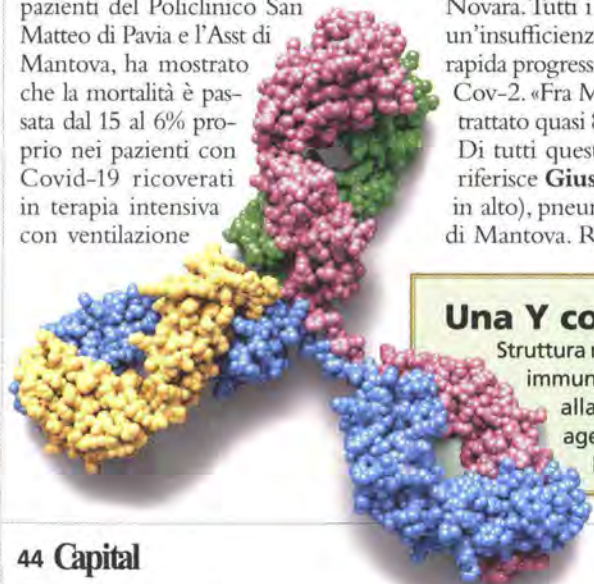 pazienti del Policlinico San
Matteo di Pavia e l'Asst di
Mantova, ha mostrato
che la mortalità è pas-
sata dal 15 al 6% pro-
prio nei pazienti con
Covid-19 ricoverati
in terapia intensiva
con ventilazione
Novara. Tutti i
un'insufficienz
rapida progress
Cov-2. «Fra M
trattato quasi
Di tutti quest
riferisce Gius
in alto), pneur
di Mantova. R
Una Y co
Struttura
immun
alla
age
44 Capital